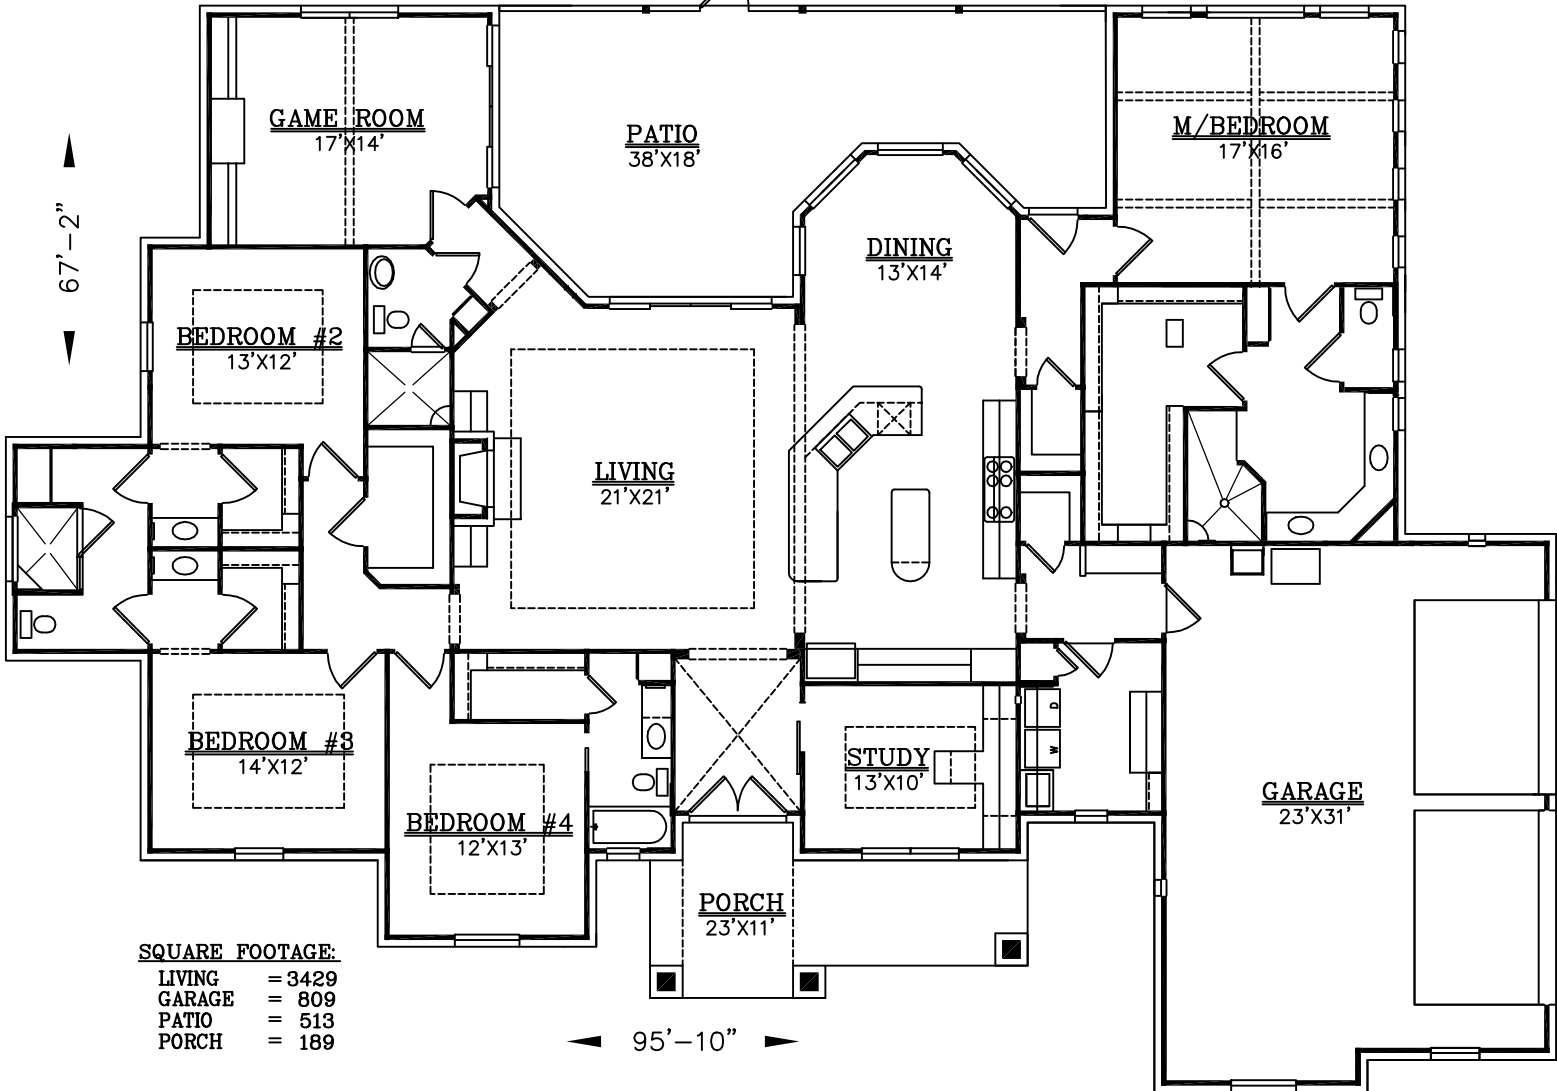 GAME ROOM
17'X14'
PATIO
38'X18'
M/BEDROOM
17'X16'
67'-2"
DINING
13'X14'
BEDROOM #2
13'X12'
LIVING
21'X21'
BEDROOM #3
14'X12'
BEDROOM #4
12'X13'
STUDY
13'X10'
D
W
GARAGE
23'X31'
PORCH
23'X11'
SQUARE FOOTAGE:
LIVING = 3429
GARAGE = 809
PATIO = 513
PORCH = 189
95'-10"